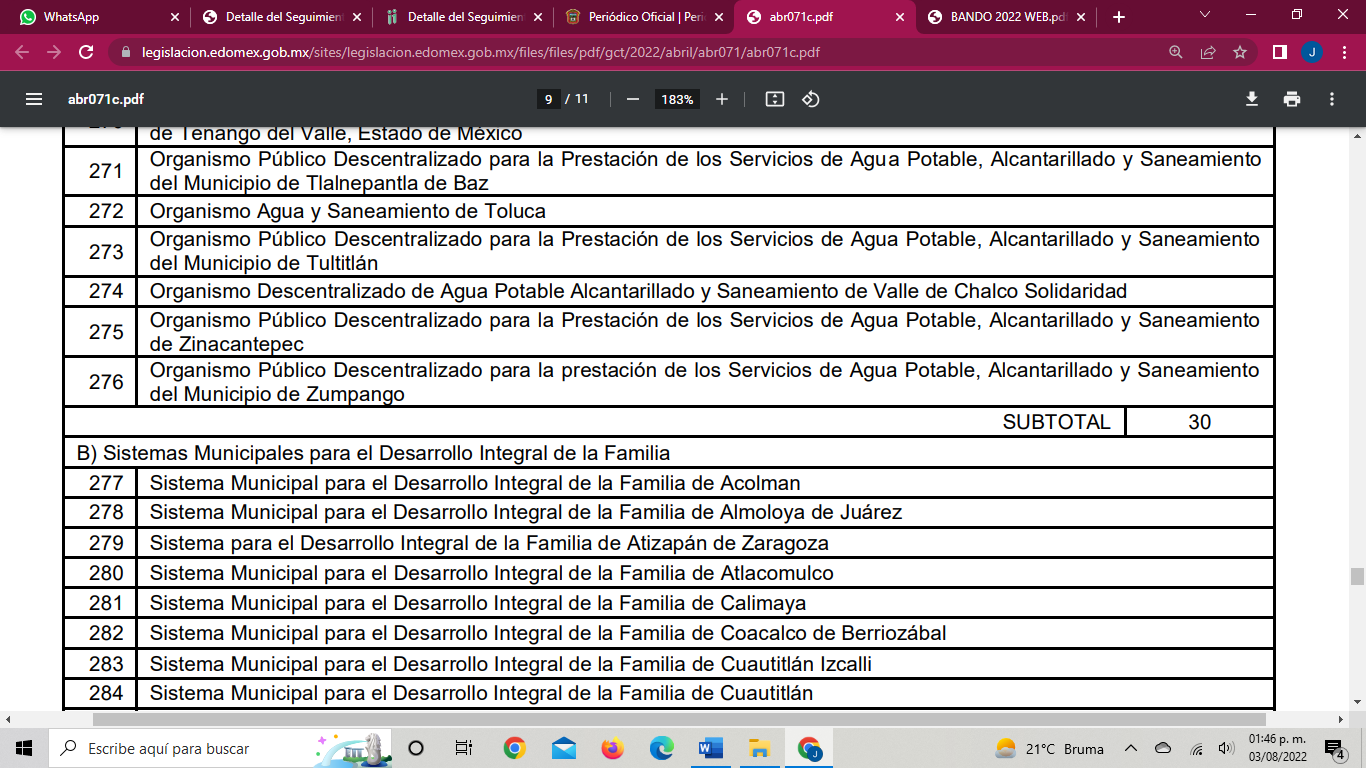 WhatsApp
Detalle del Seguimien
Detalle del Seguimien
Periódico Oficial | Peri
abr071c.pdf
BANDO 2022 WEB.pd
legislacion.edomex.gob.mx/sites/legislacion.edomex.gob.mx/files/files/pdf/gct/2022/abril/abr071/abr071c.pdf
J
abr071c.pdf
9 / 11
183%
de Tenango del Valle, Estado de México
271 Organismo Público Descentralizado para la Prestación de los Servicios de Agua Potable, Alcantarillado y Saneamiento
del Municipio de Tlalnepantla de Baz
272 Organismo Agua y Saneamiento de Toluca
273 Organismo Público Descentralizado para la Prestación de los Servicios de Agua Potable, Alcantarillado y Saneamiento
del Municipio de Tultitlán
274 Organismo Descentralizado de Agua Potable Alcantarillado y Saneamiento de Valle de Chalco Solidaridad
275 Organismo Público Descentralizado para la Prestación de los Servicios de Agua Potable, Alcantarillado y Saneamiento
de Zinacantepec
276 Organismo Público Descentralizado para la prestación de los Servicios de Agua Potable, Alcantarillado y Saneamiento
del Municipio de Zumpango
SUBTOTAL 30
B) Sistemas Municipales para el Desarrollo Integral de la Familia
277 Sistema Municipal para el Desarrollo Integral de la Familia de Acolman
278 Sistema Municipal para el Desarrollo Integral de la Familia de Almoloya de Juárez
279 Sistema para el Desarrollo Integral de la Familia de Atizapán de Zaragoza
280 Sistema Municipal para el Desarrollo Integral de la Familia de Atlacomulco
281 Sistema Municipal para el Desarrollo Integral de la Familia de Calimaya
282 Sistema Municipal para el Desarrollo Integral de la Familia de Coacalco de Berriozábal
283 Sistema Municipal para el Desarrollo Integral de la Familia de Cuautitlán Izcalli
284 Sistema Municipal para el Desarrollo Integral de la Familia de Cuautitlán
Escribe aquí para buscar
21°C Bruma
01:46 p. m.
03/08/2022
4